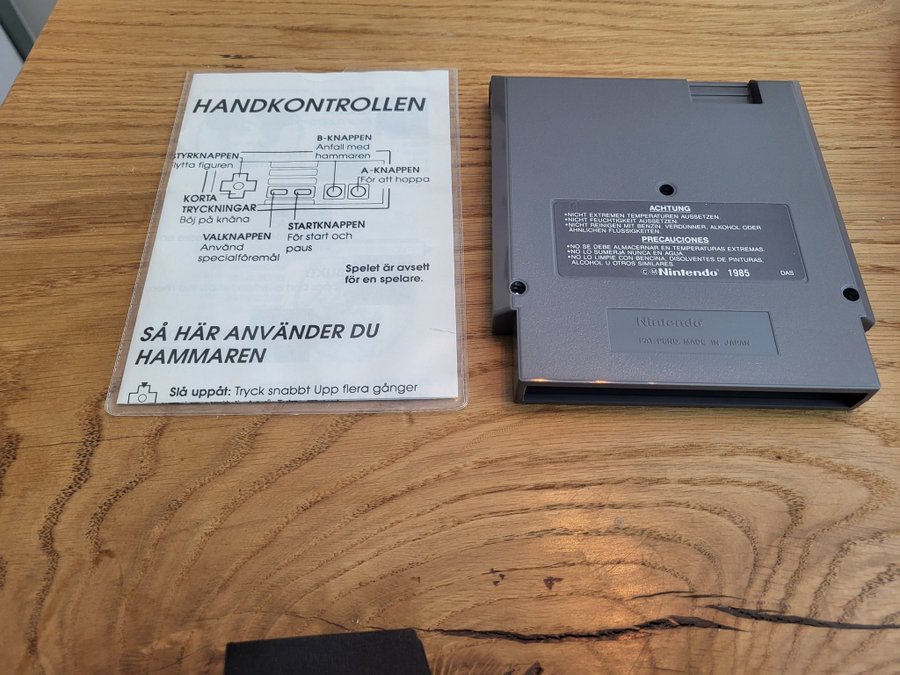 HANDKONTROLLEN
B-KNAPPEN
Anfall med
hammaren
STYRKNAPPEN
flytta figuren
A-KNAPPEN
För att hoppa
KORTA
TRYCKNINGAR
Böj på knäna
VALKNAPPEN
Använd
specialföremål
STARTKNAPPEN
För start och
paus
Spelet är avsett
för en spelare.
SÅ HÄR ANVÄNDER DU
HAMMAREN
Slå uppåt: Tryck snabbt Upp flera gånger
ACHTUNG
•NICHT EXTREMEN TEMPERATUREN AUSSETZEN.
•NICHT FEUCHTIGKEIT AUSSETZEN.
•NICHT REINIGEN MIT BENZIN, VERDUNNER, ALKOHOL ODER
ÄHNLICHEN FLÜSSIGKEITEN.
PRECAUCIONES
•NO SE DEBE ALMACERNAR EN TEMPERATURAS EXTREMAS.
•NO LO SUMERJA NUNCA EN AGUA.
•NO LO LIMPIE CON BENCINA, DISOLVENTES DE PINTURAS,
ALCOHOL U OTROS SIMILARES.
©Ⓜ Nintendo® 1985 DAS
Nintendo®
PAT-PEND. MADE IN JAPAN